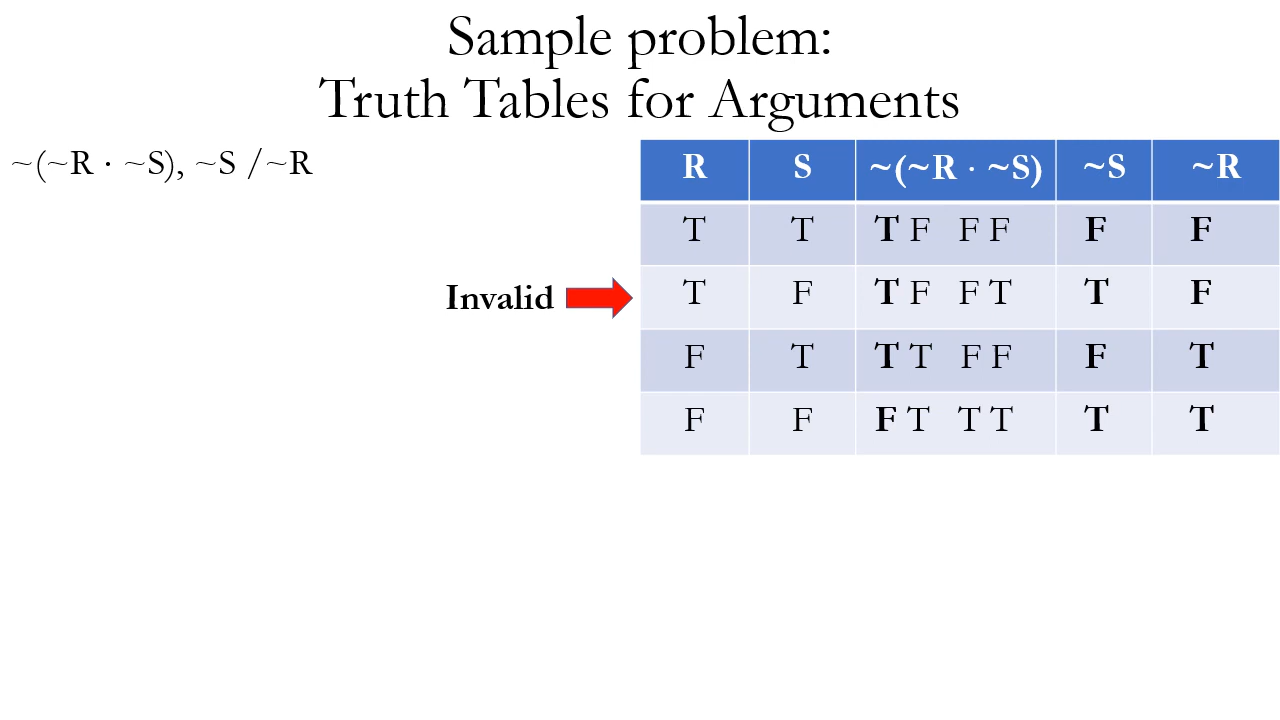 Sample problem:
Truth Tables for Arguments
~(~R · ~S), ~S /~R
R S ~(~R · ~S) ~S ~R
T T T F F F F F
Invalid T F T F F T T F
F T T T F F F T
F F F T T T T T